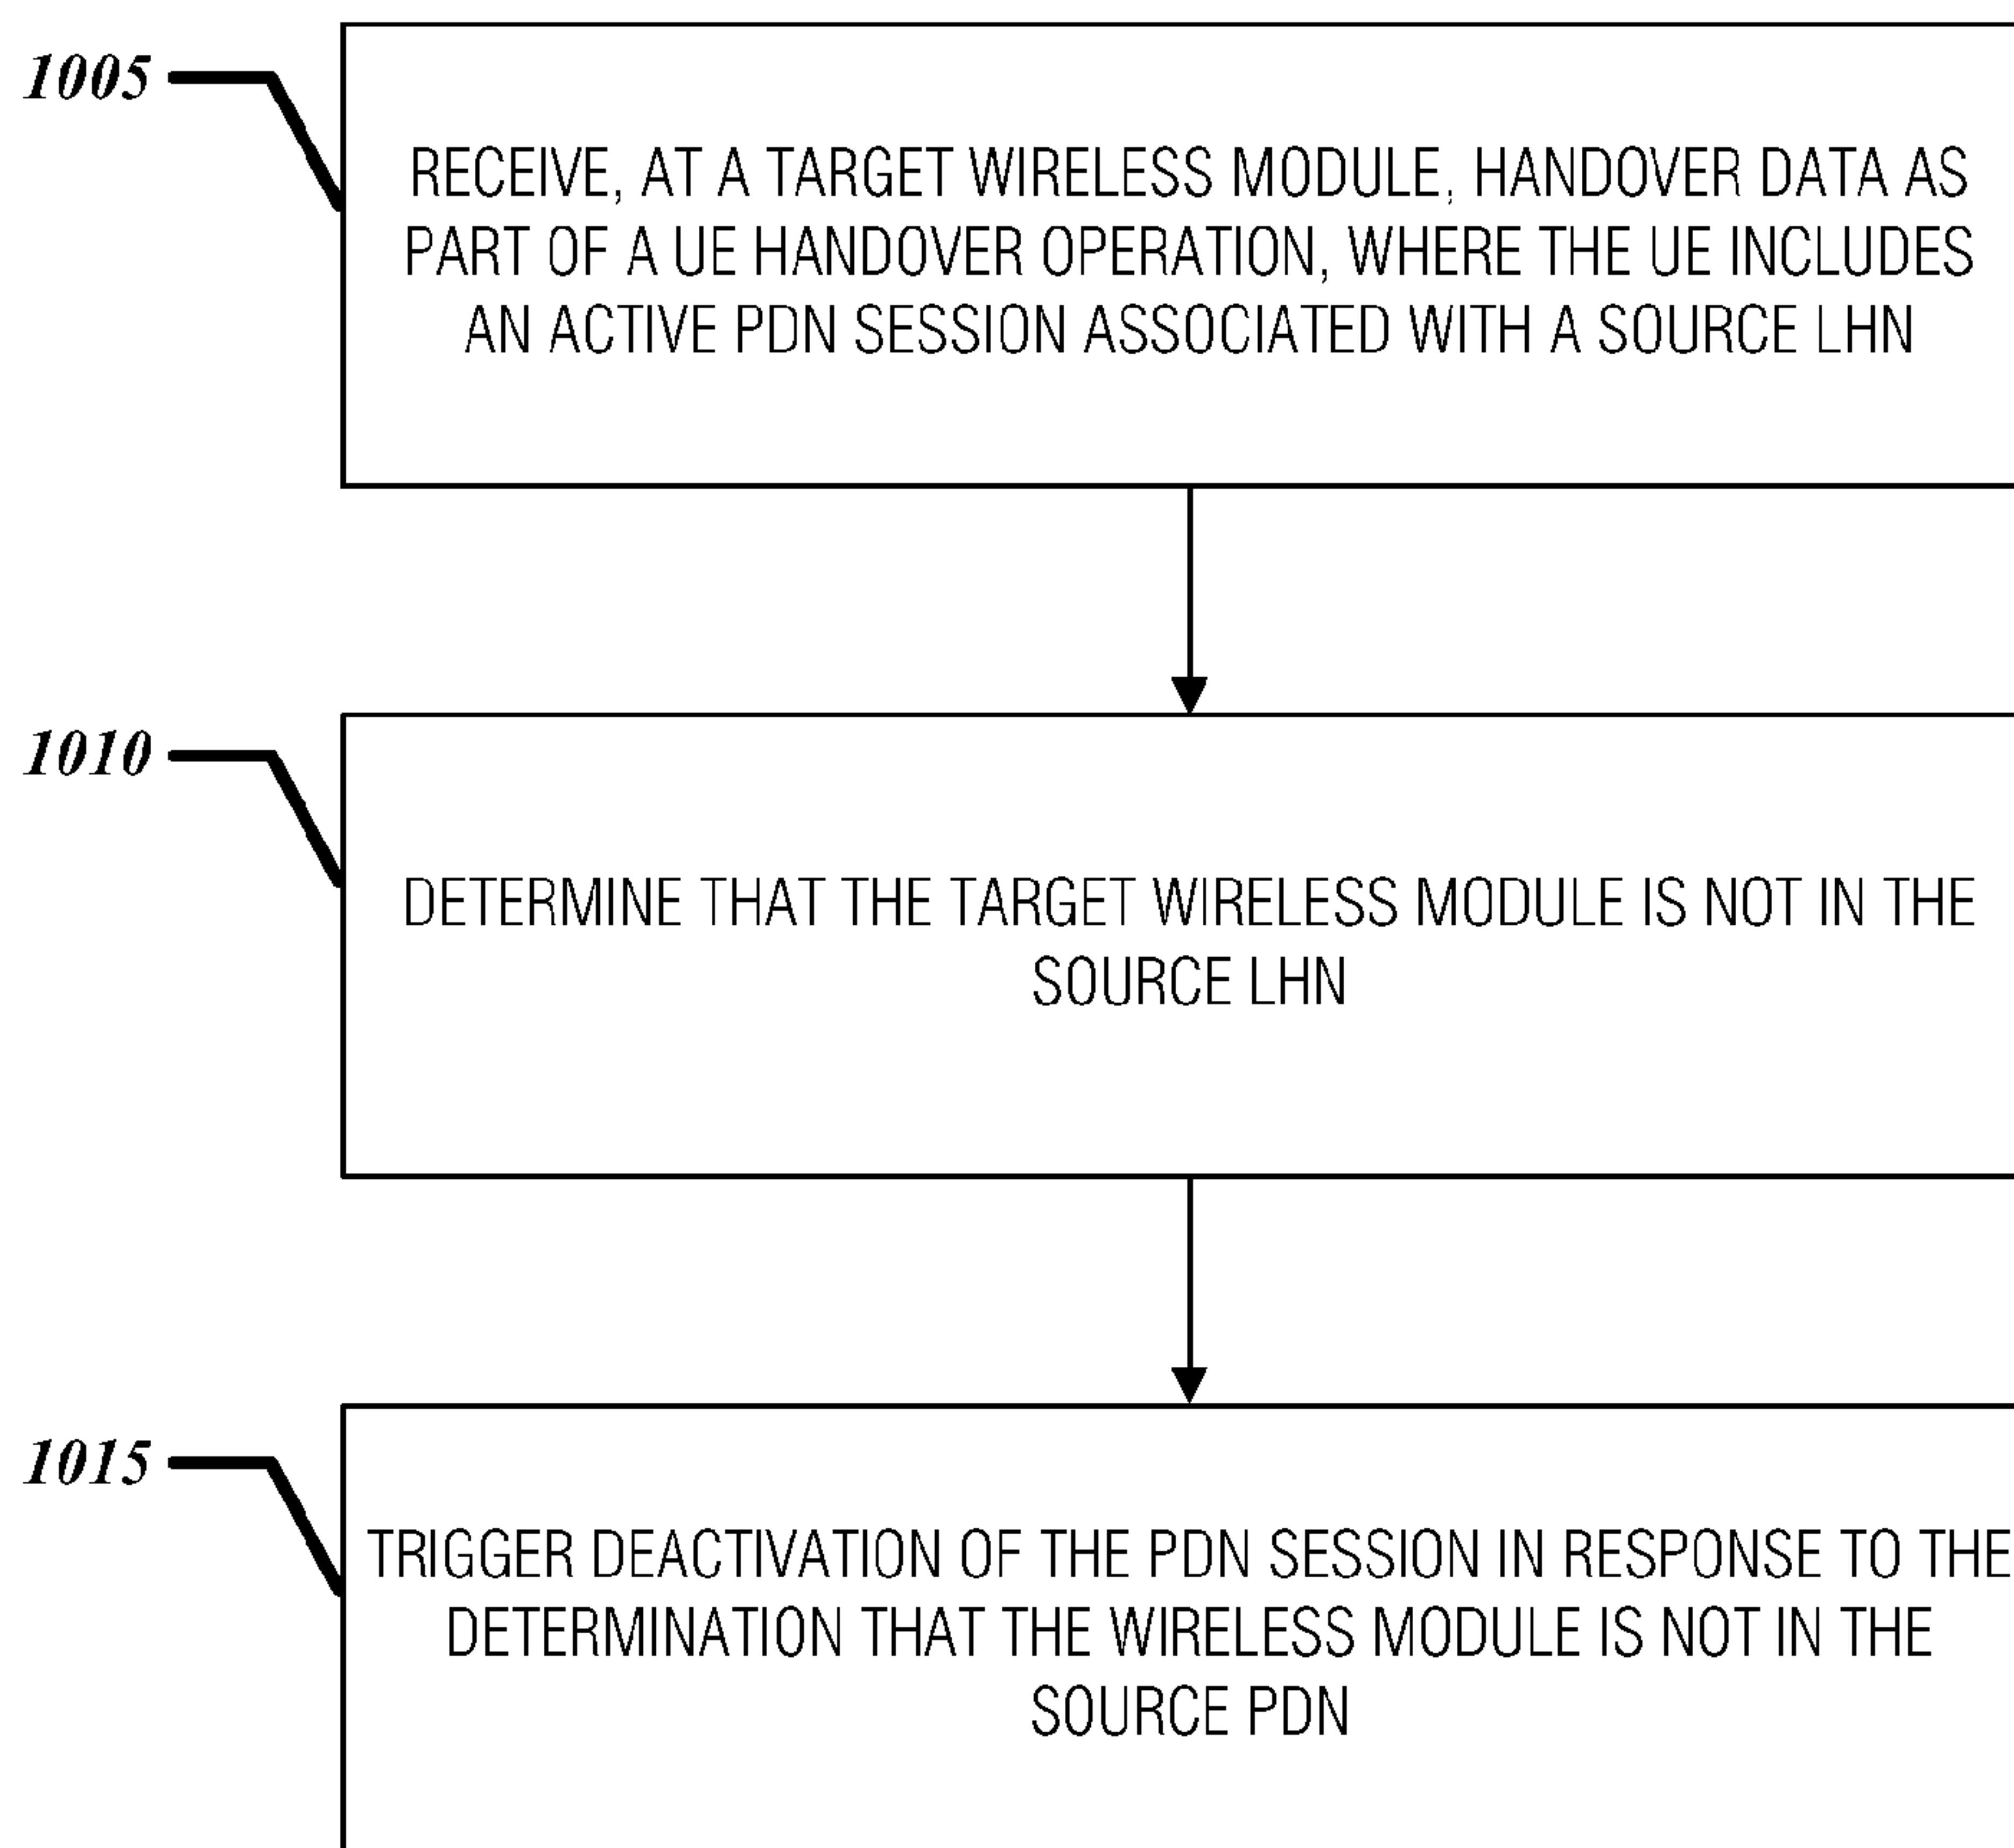 1005
RECEIVE, AT A TARGET WIRELESS MODULE, HANDOVER DATA AS
PART OF A UE HANDOVER OPERATION, WHERE THE UE INCLUDES
AN ACTIVE PDN SESSION ASSOCIATED WITH A SOURCE LHN
1010
DETERMINE THAT THE TARGET WIRELESS MODULE IS NOT IN THE
SOURCE LHN
1015
TRIGGER DEACTIVATION OF THE PDN SESSION IN RESPONSE TO THE
DETERMINATION THAT THE WIRELESS MODULE IS NOT IN THE
SOURCE PDN